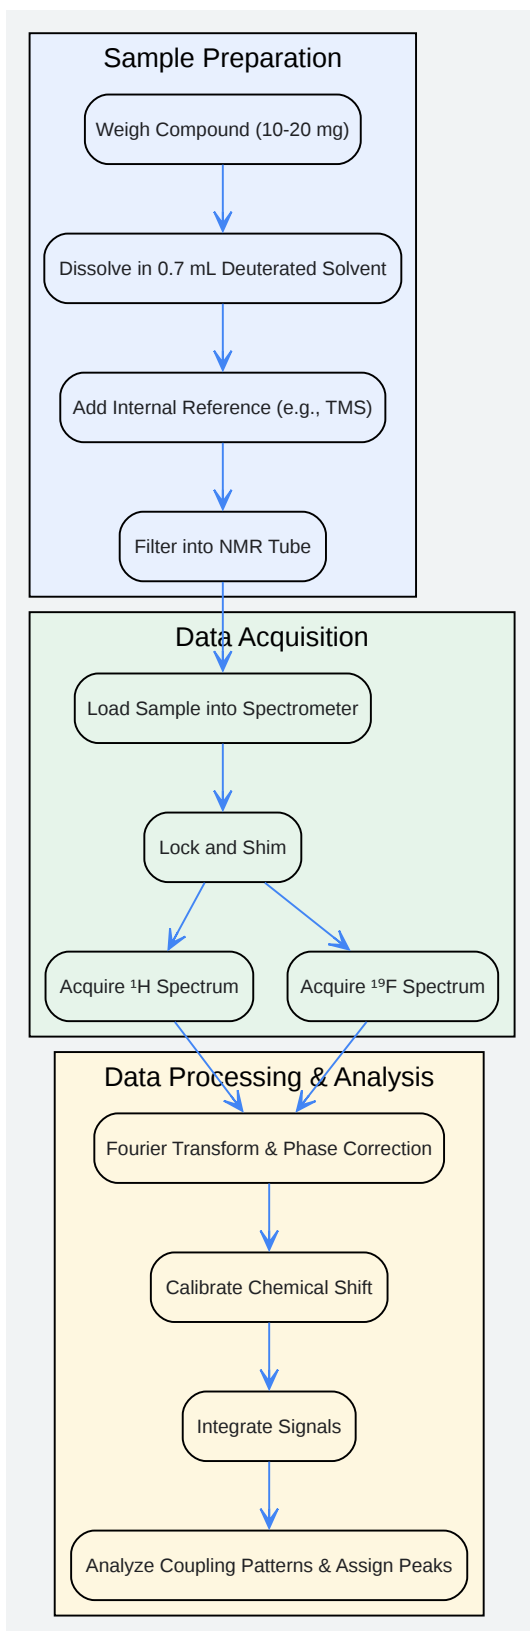 Sample Preparation
Weigh Compound (10-20 mg)
Dissolve in 0.7 mL Deuterated Solvent
Add Internal Reference (e.g., TMS)
Filter into NMR Tube
Data Acquisition
Load Sample into Spectrometer
Lock and Shim
Acquire ¹H Spectrum
Acquire ¹⁹F Spectrum
Data Processing & Analysis
Fourier Transform & Phase Correction
Calibrate Chemical Shift
Integrate Signals
Analyze Coupling Patterns & Assign Peaks